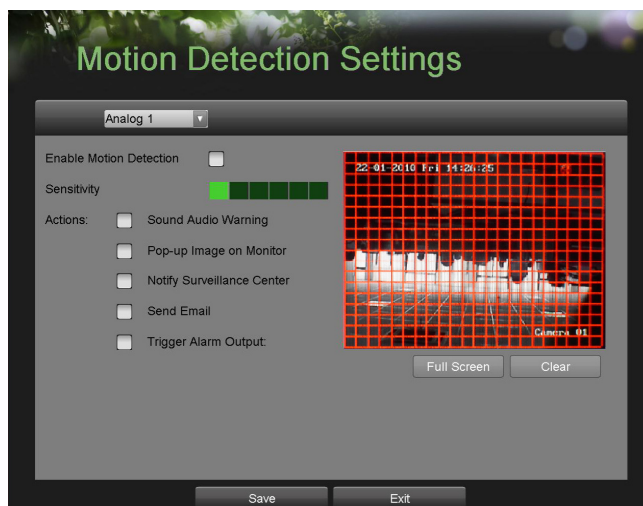 Motion Detection Settings
Analog 1
Enable Motion Detection
Sensitivity
Actions:
Sound Audio Warning
Pop-up Image on Monitor
Notify Surveillance Center
Send Email
Trigger Alarm Output:
22-01-2010 Fri 14:26:25
Camera 01
Full Screen
Clear
Save
Exit